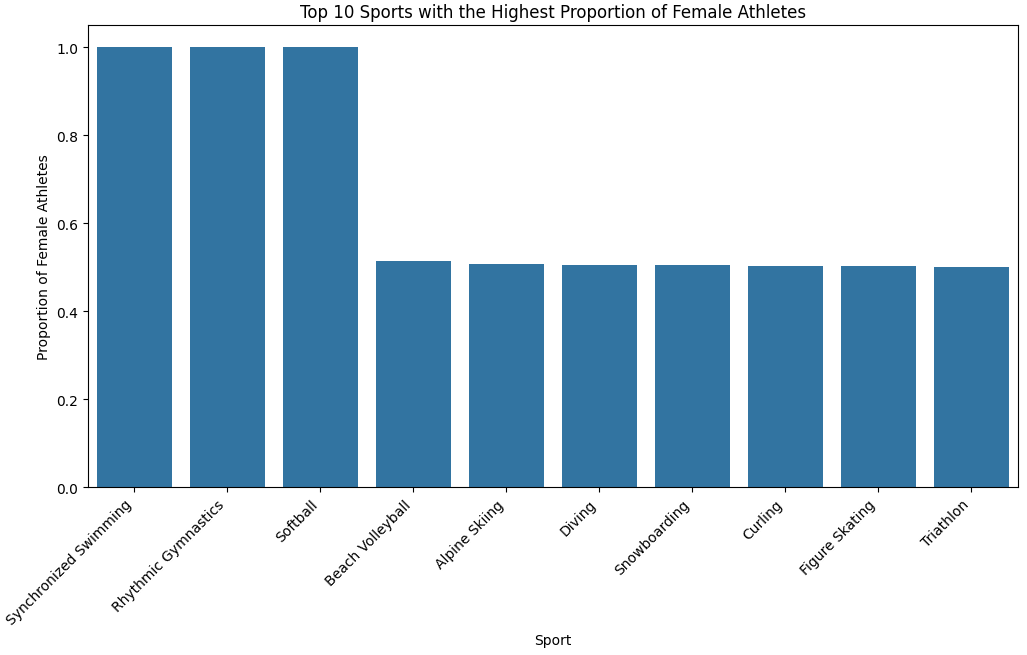 Top 10 Sports with the Highest Proportion of Female Athletes
Proportion of Female Athletes
1.0
0.8
0.6
0.4
0.2
0.0
Synchronized Swimming
Rhythmic Gymnastics
Softball
Beach Volleyball
Alpine Skiing
Diving
Snowboarding
Curling
Figure Skating
Triathlon
Sport